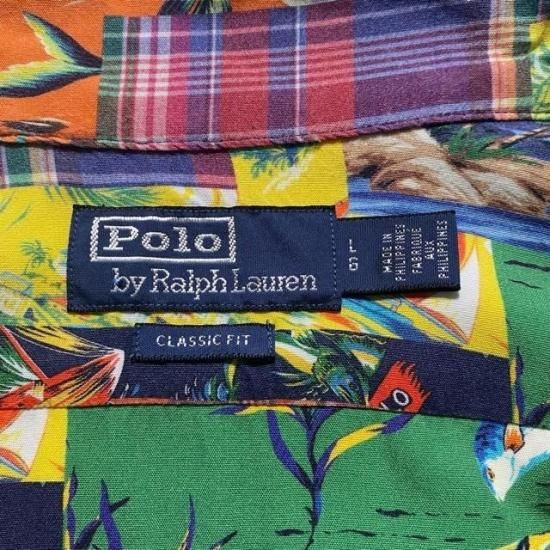 Polo
by Ralph Lauren
L
G
MADE IN
PHILIPPINES
FABRIQUÉ
AUX
PHILIPPINES
CLASSIC FIT